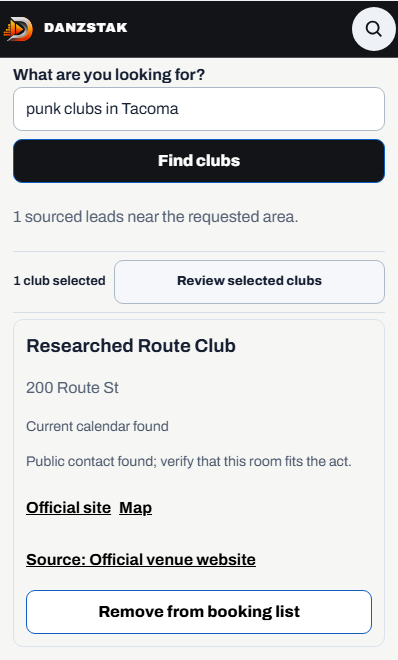 DANZSTAK
What are you looking for?
punk clubs in Tacoma
Find clubs
1 sourced leads near the requested area.
1 club selected
Review selected clubs
Researched Route Club
200 Route St
Current calendar found
Public contact found; verify that this room fits the act.
Official site Map
Source: Official venue website
Remove from booking list